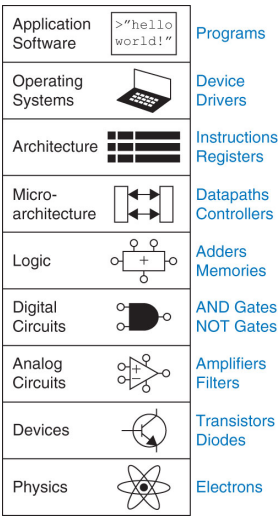 Application
Software
>"hello
world!"
Programs
Operating
Systems
Device
Drivers
Architecture
Instructions
Registers
Micro-
architecture
Datapaths
Controllers
Logic
+
Adders
Memories
Digital
Circuits
AND Gates
NOT Gates
Analog
Circuits
+
−
Amplifiers
Filters
Devices
Transistors
Diodes
Physics
Electrons